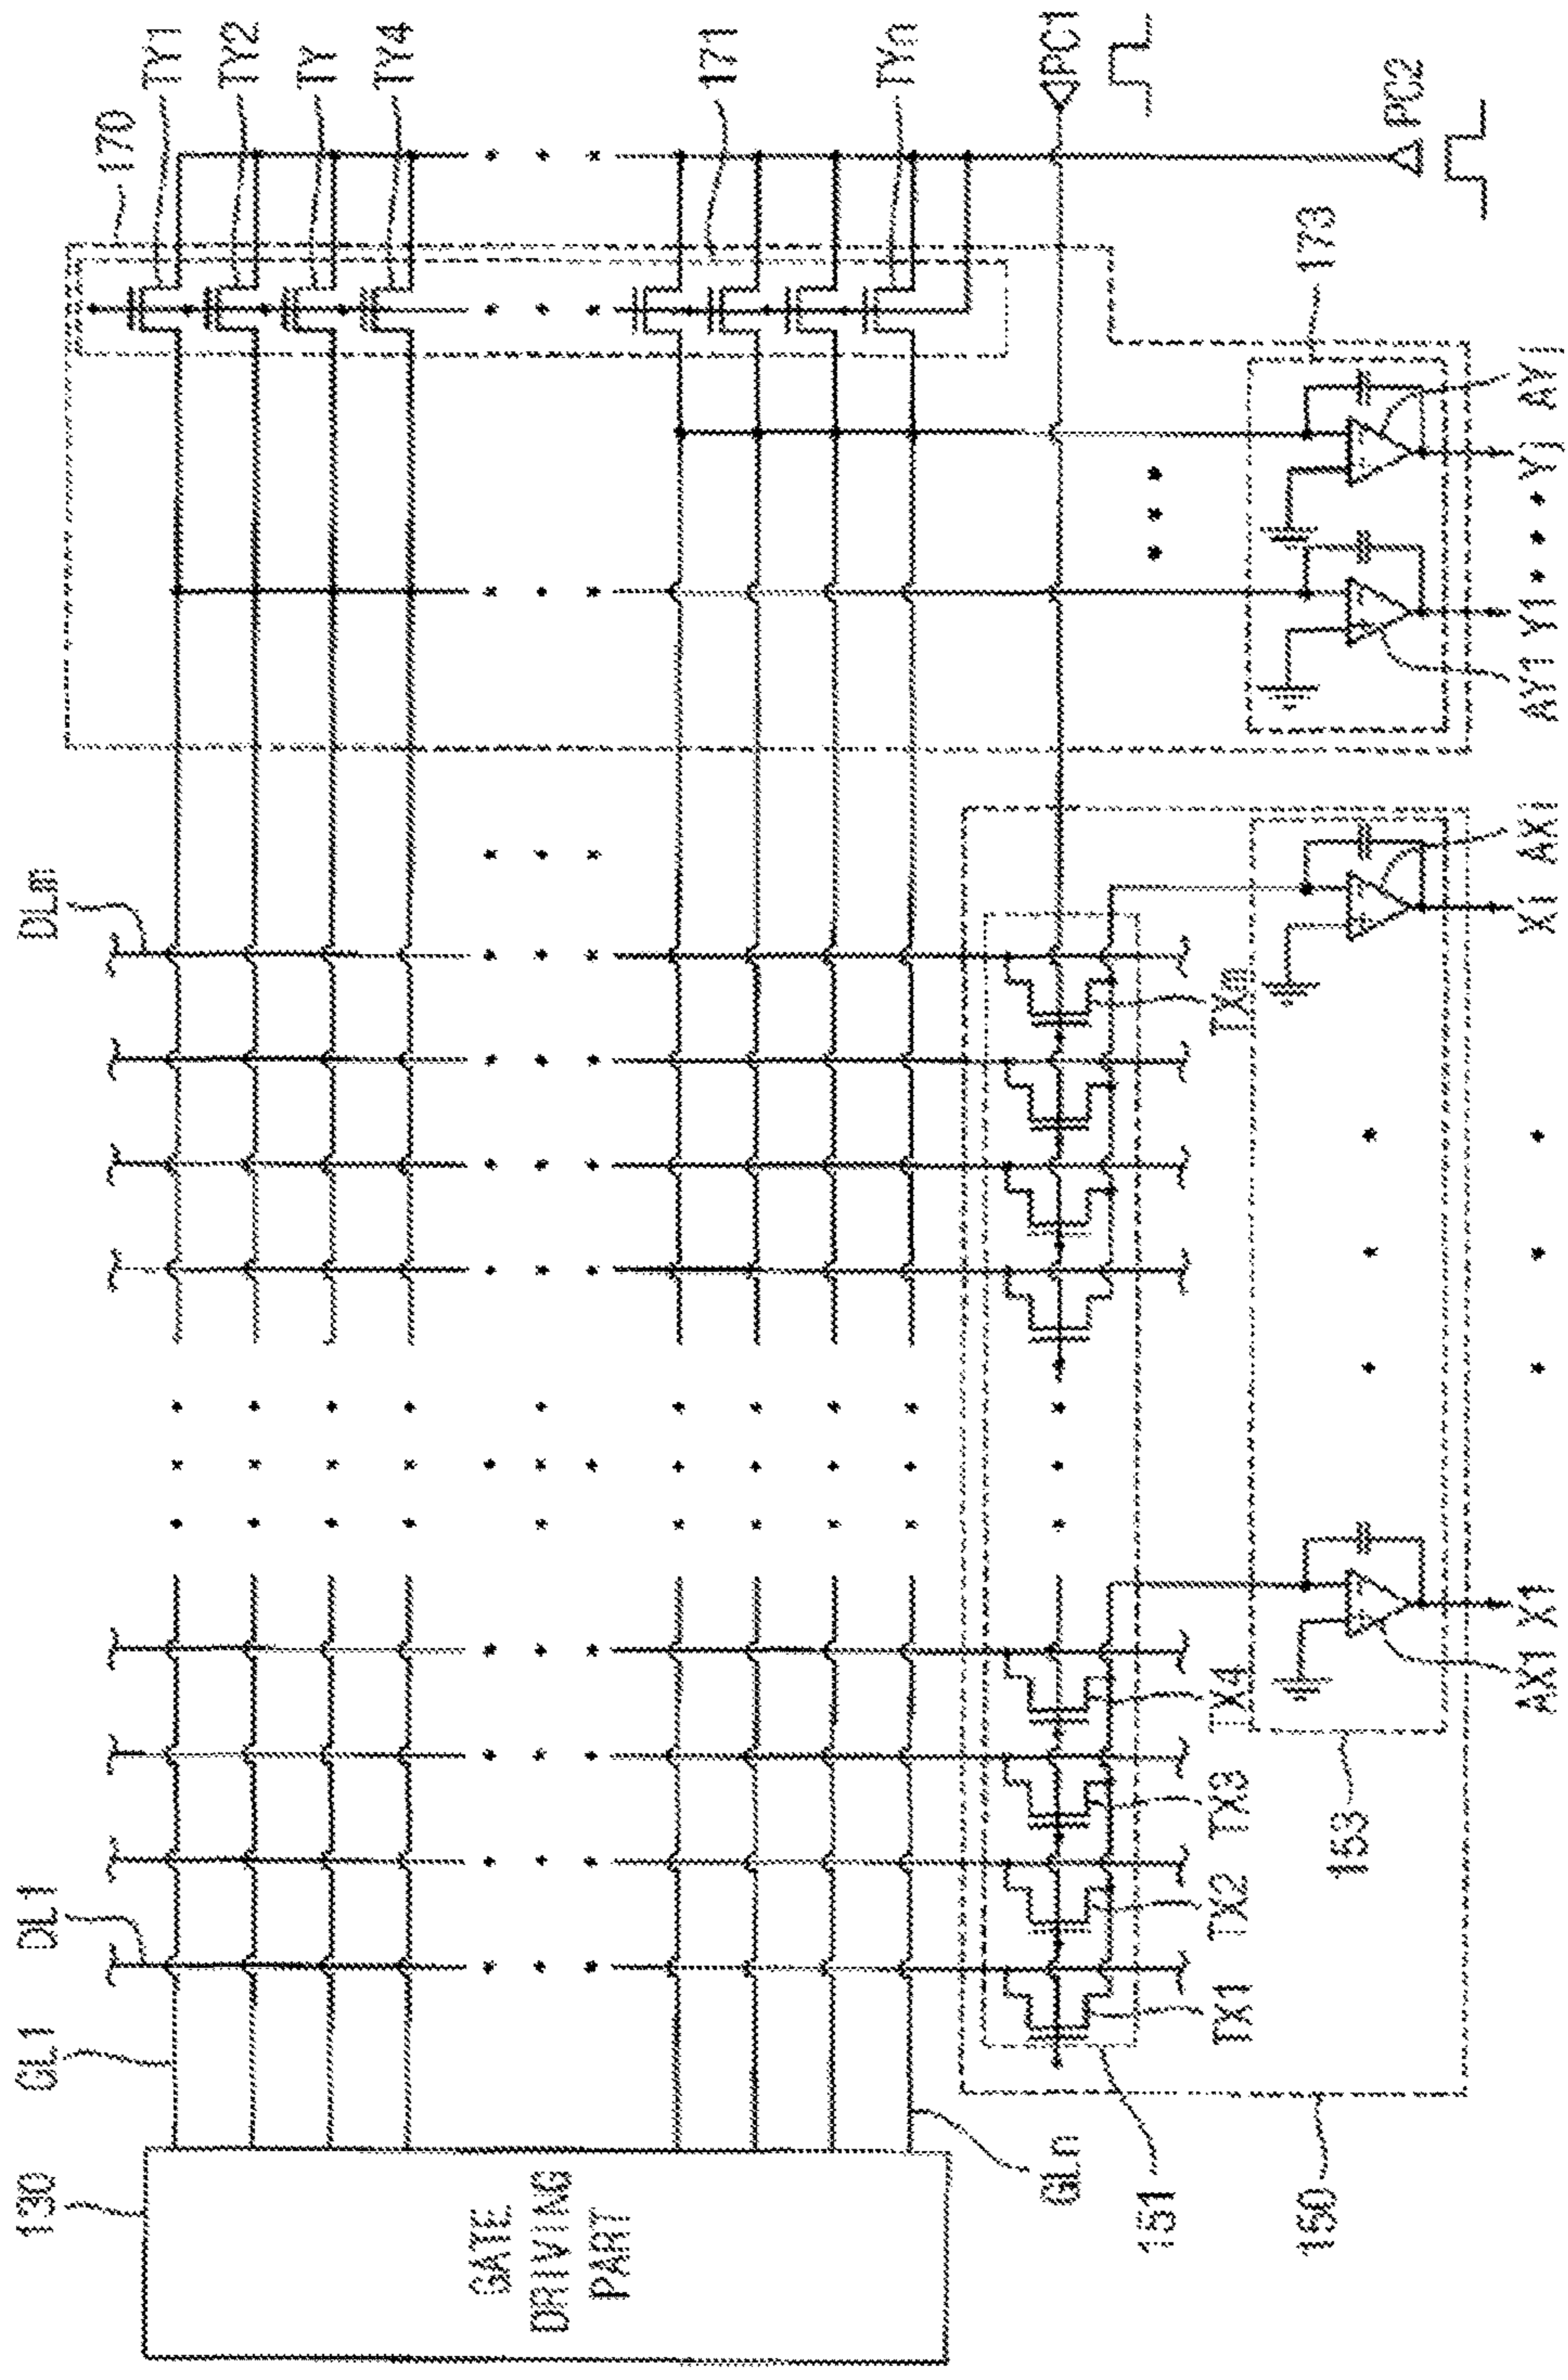 130
GL1
DL1
DLm
170
TY1
TY2
TY
TY4
GATE
DRIVING
PART
171
TYn
GLn
PC1
151
TX1
TX2
TX3
TX4
TXm
150
173
153
PC2
AX1
X1
Xi
AXi
AY1
Y1
Yj
AYj